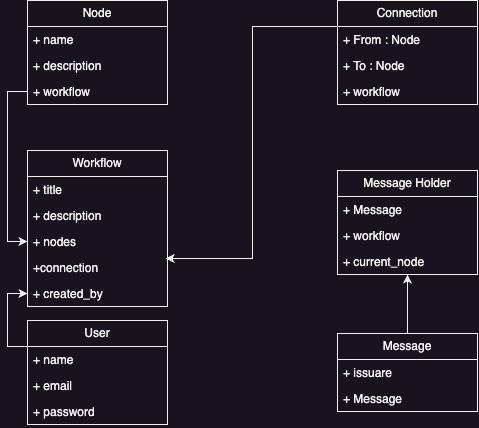 Node
+ name
+ description
+ workflow
Connection
+ From : Node
+ To : Node
+ workflow
Workflow
+ title
+ description
+ nodes
+connection
+ created_by
Message Holder
+ Message
+ workflow
+ current_node
User
+ name
+ email
+ password
Message
+ issuare
+ Message